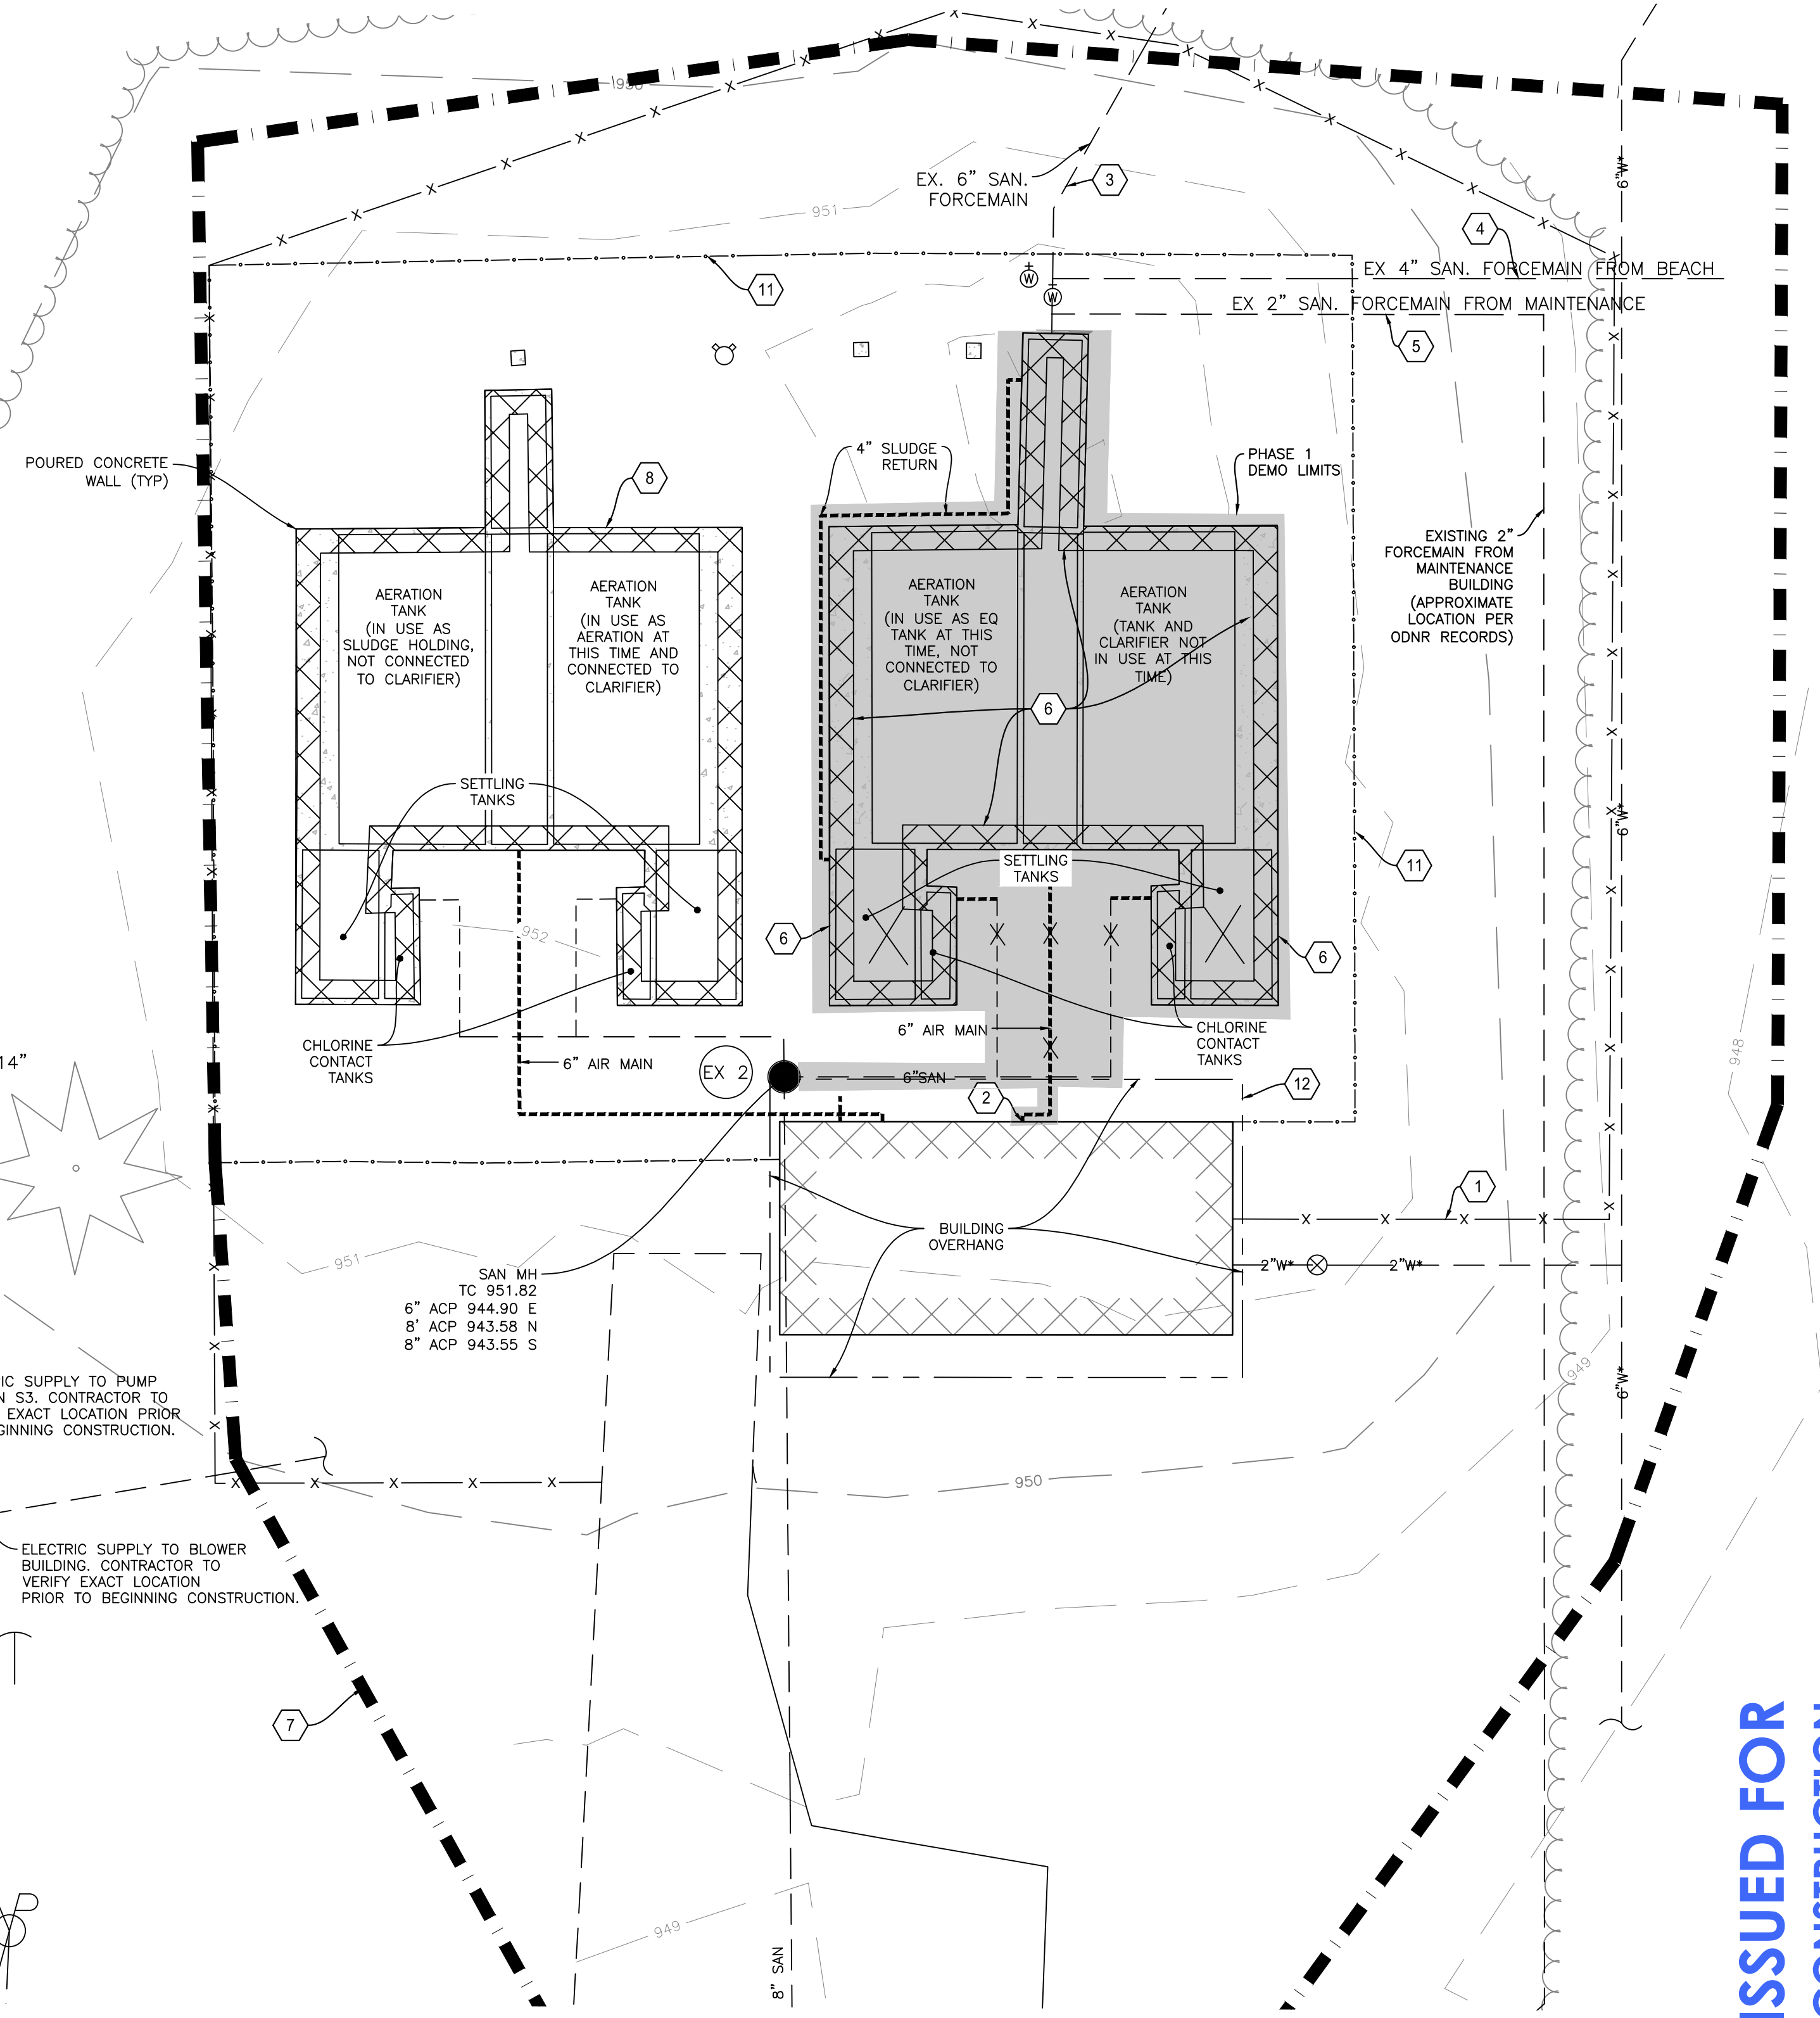 950
951
EX. 6" SAN.
FORCEMAIN
3
4
6"W*
EX 4" SAN. FORCEMAIN FROM BEACH
11
W
W
EX 2" SAN. FORCEMAIN FROM MAINTENANCE
5
POURED CONCRETE
WALL (TYP)
8
4" SLUDGE
RETURN
PHASE 1
DEMO LIMITS
EXISTING 2"
FORCEMAIN FROM
MAINTENANCE
BUILDING
(APPROXIMATE
LOCATION PER
ODNR RECORDS)
AERATION
TANK
(IN USE AS
SLUDGE HOLDING,
NOT CONNECTED
TO CLARIFIER)
AERATION
TANK
(IN USE AS
AERATION AT
THIS TIME AND
CONNECTED TO
CLARIFIER)
AERATION
TANK
(IN USE AS EQ
TANK AT THIS
TIME, NOT
CONNECTED TO
CLARIFIER)
AERATION
TANK
(TANK AND
CLARIFIER NOT
IN USE AT THIS
TIME)
6
SETTLING
TANKS
6"W*
SETTLING
TANKS
11
952
6
6
CHLORINE
CONTACT
TANKS
6" AIR MAIN
6" AIR MAIN
CHLORINE
CONTACT
TANKS
948
14"
EX 2
6"SAN
2
12
1
951
BUILDING
OVERHANG
2"W*
2"W*
SAN MH
TC 951.82
6" ACP 944.90 E
8' ACP 943.58 N
8" ACP 943.55 S
949
6"W*
IC SUPPLY TO PUMP
N S3. CONTRACTOR TO
EXACT LOCATION PRIOR
GINNING CONSTRUCTION.
950
ELECTRIC SUPPLY TO BLOWER
BUILDING. CONTRACTOR TO
VERIFY EXACT LOCATION
PRIOR TO BEGINNING CONSTRUCTION.
7
949
8" SAN
ISSUED FOR
CONSTRUCTION